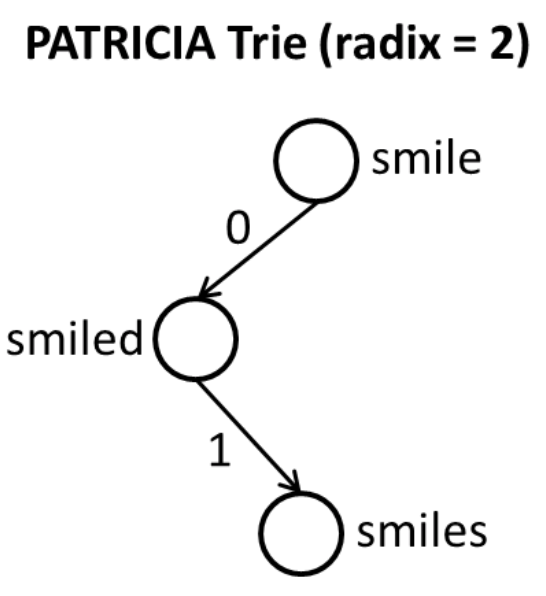 PATRICIA Trie (radix = 2)
smile
0
smiled
1
smiles